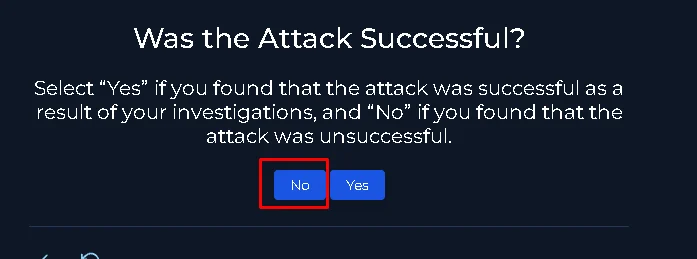 Was the Attack Successful?
Select “Yes” if you found that the attack was successful as a
result of your investigations, and “No” if you found that the
attack was unsuccessful.
No Yes